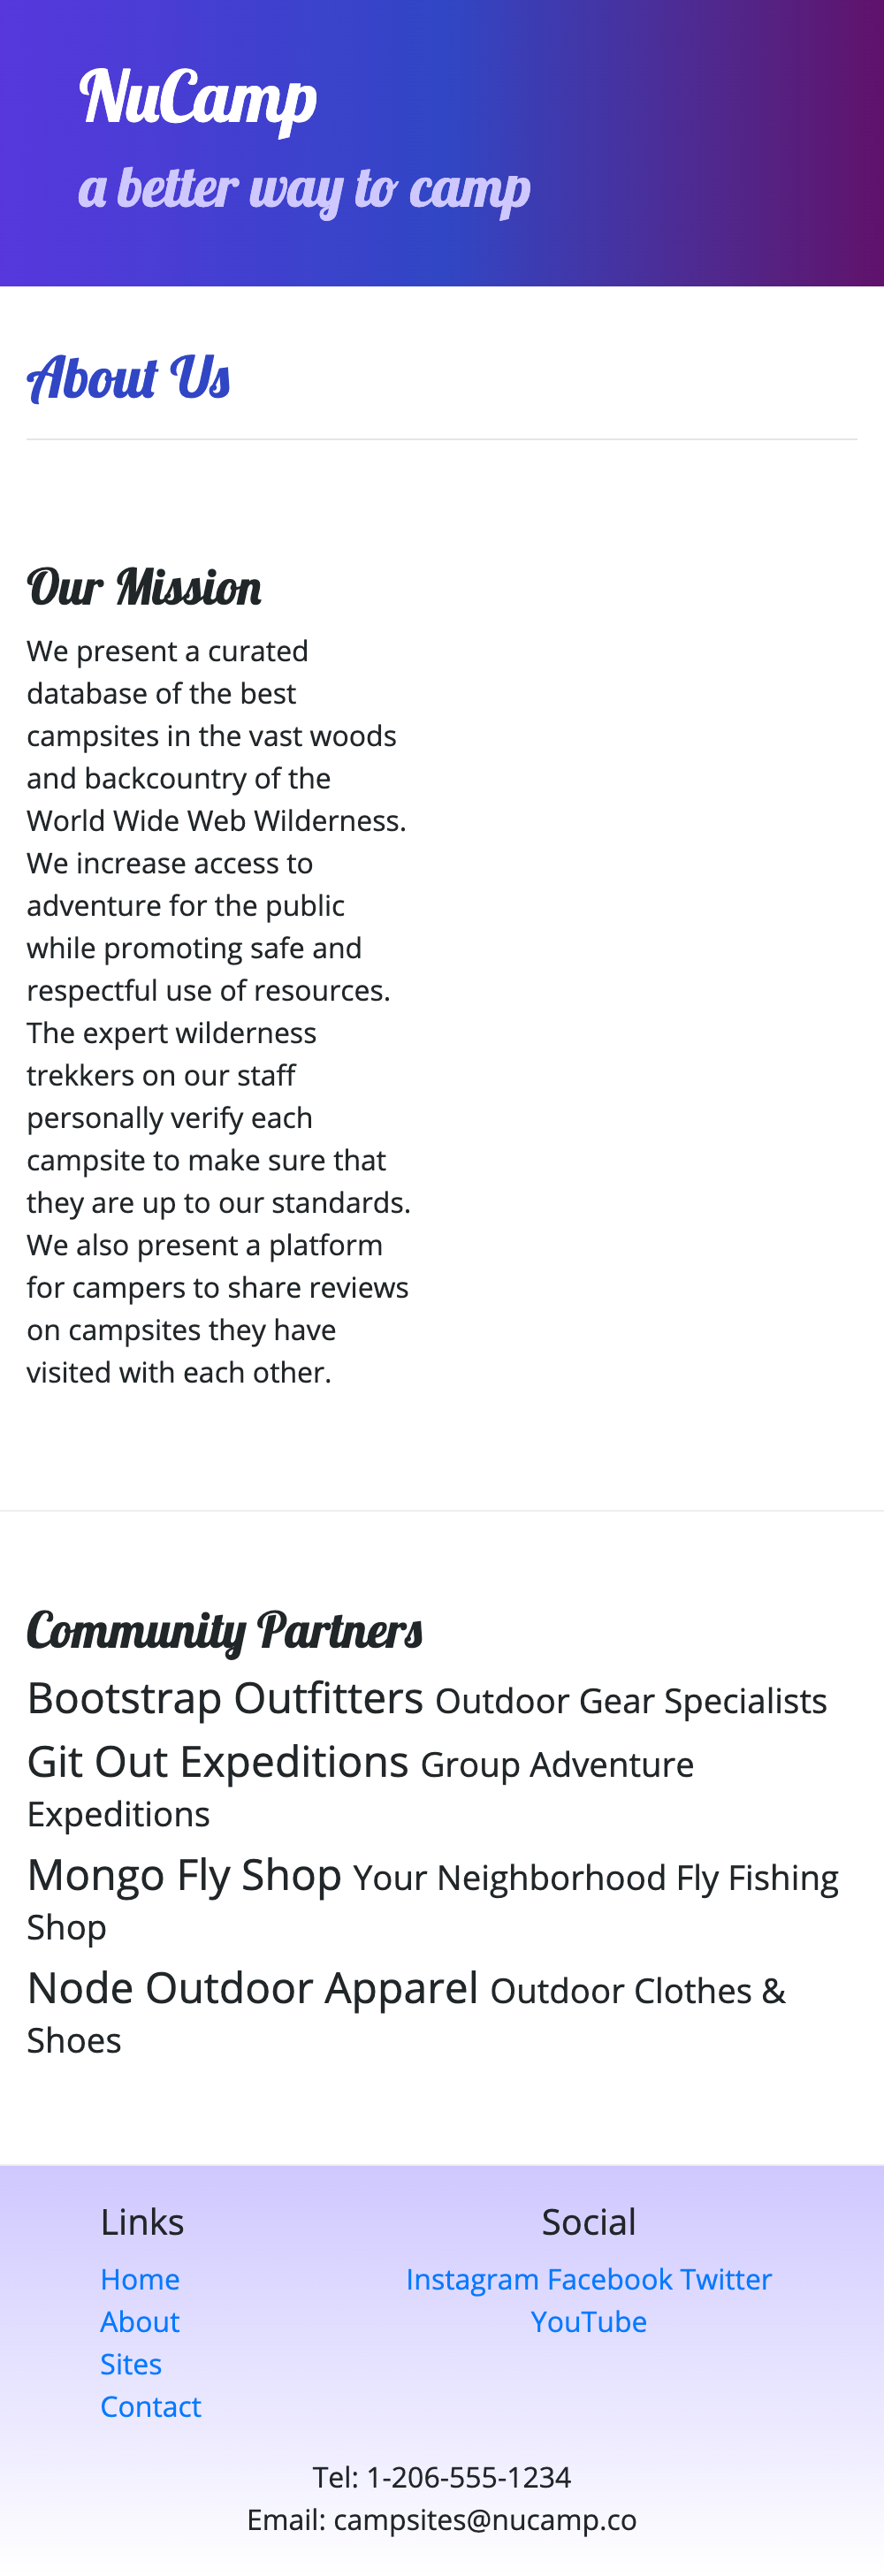 NuCamp
a better way to camp
About Us
Our Mission
We present a curated
database of the best
campsites in the vast woods
and backcountry of the
World Wide Web Wilderness.
We increase access to
adventure for the public
while promoting safe and
respectful use of resources.
The expert wilderness
trekkers on our staff
personally verify each
campsite to make sure that
they are up to our standards.
We also present a platform
for campers to share reviews
on campsites they have
visited with each other.
Community Partners
Bootstrap Outfitters Outdoor Gear Specialists
Git Out Expeditions Group Adventure
Expeditions
Mongo Fly Shop Your Neighborhood Fly Fishing
Shop
Node Outdoor Apparel Outdoor Clothes &
Shoes
Links
Home
About
Sites
Contact
Social
Instagram Facebook Twitter
YouTube
Tel: 1-206-555-1234
Email: campsites@nucamp.co